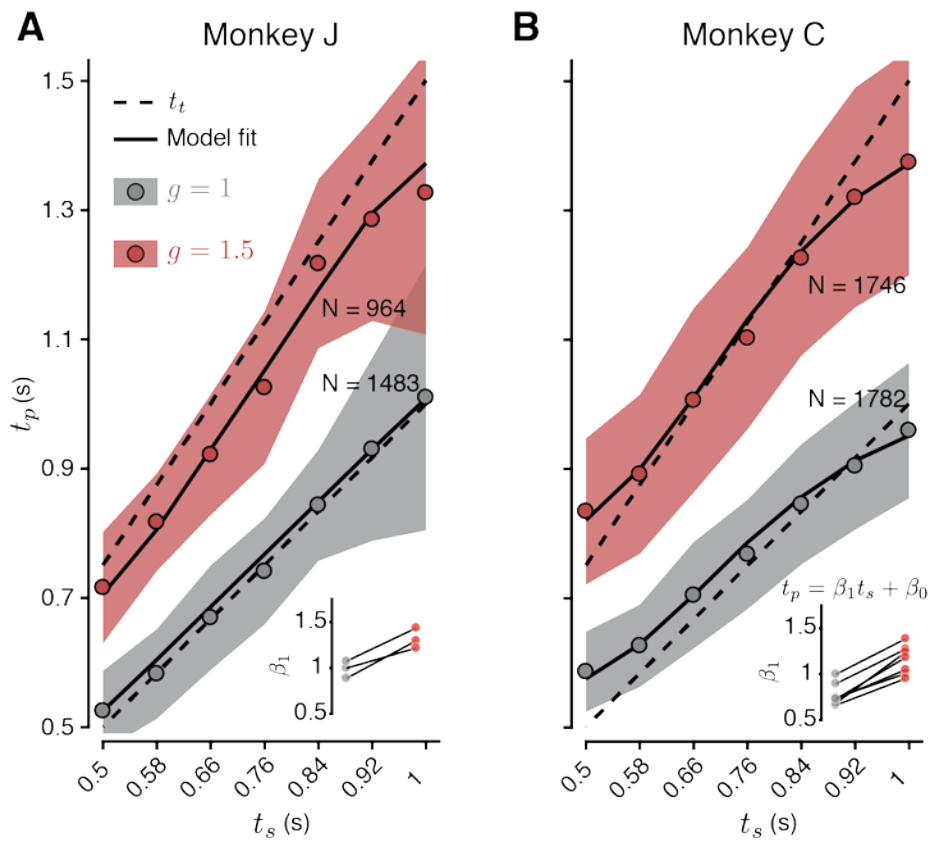 A
Monkey J
B
Monkey C
1.5
1.3
1.1
0.9
0.7
0.5
t_p (s)
t_t
Model fit
g = 1
g = 1.5
N = 964
N = 1483
β_1
1.5
1
0.5
0.5
0.58
0.66
0.76
0.84
0.92
1
t_s (s)
N = 1746
N = 1782
t_p = β_1t_s + β_0
β_1
1.5
1
0.5
0.5
0.58
0.66
0.76
0.84
0.92
1
t_s (s)